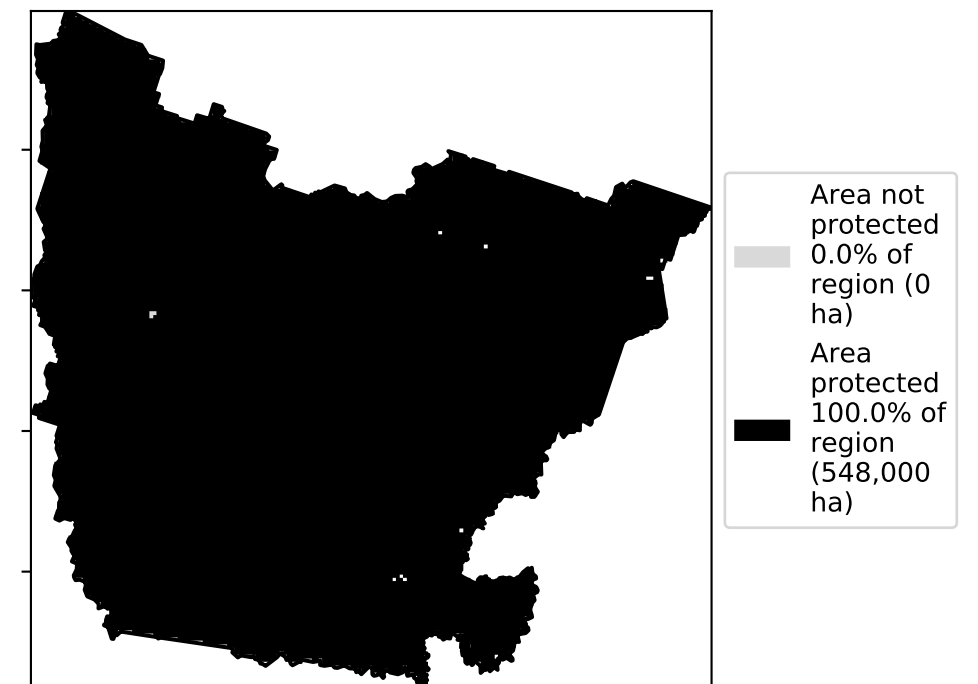 Area not
protected
0.0% of
region (0
ha)
Area
protected
100.0% of
region
(548,000
ha)